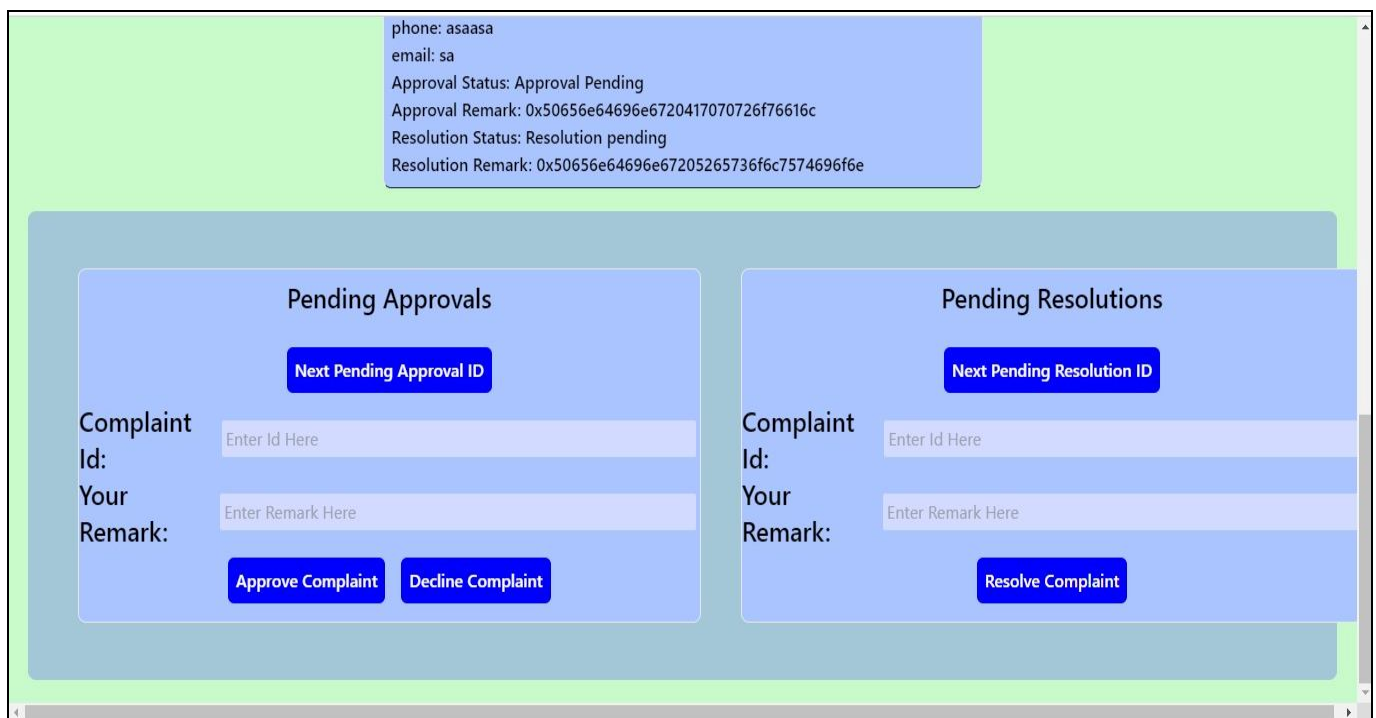 phone: asaasa
email: sa
Approval Status: Approval Pending
Approval Remark: 0x50656e64696e6720417070726f76616c
Resolution Status: Resolution pending
Resolution Remark: 0x50656e64696e67205265736f6c7574696f6e
Pending Approvals
Next Pending Approval ID
Complaint
Id:
Enter Id Here
Your
Remark:
Enter Remark Here
Approve Complaint
Decline Complaint
Pending Resolutions
Next Pending Resolution ID
Complaint
Id:
Enter Id Here
Your
Remark:
Enter Remark Here
Resolve Complaint